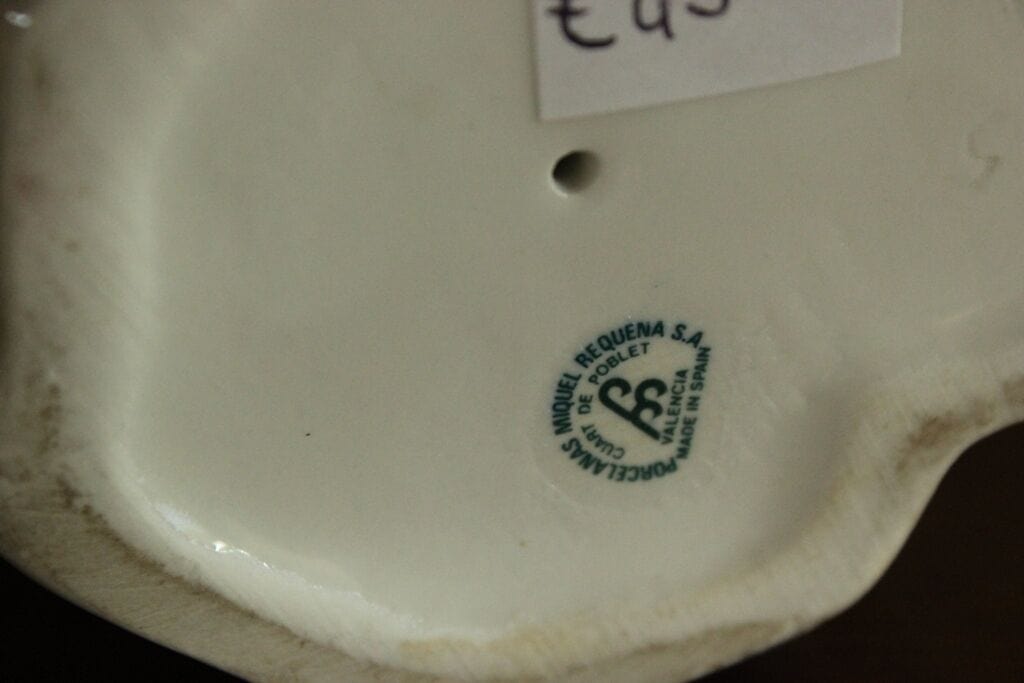 €45
PORCELANAS MIQUEL REQUENA S.A.
CUART DE POBLET
VALENCIA
MADE IN SPAIN